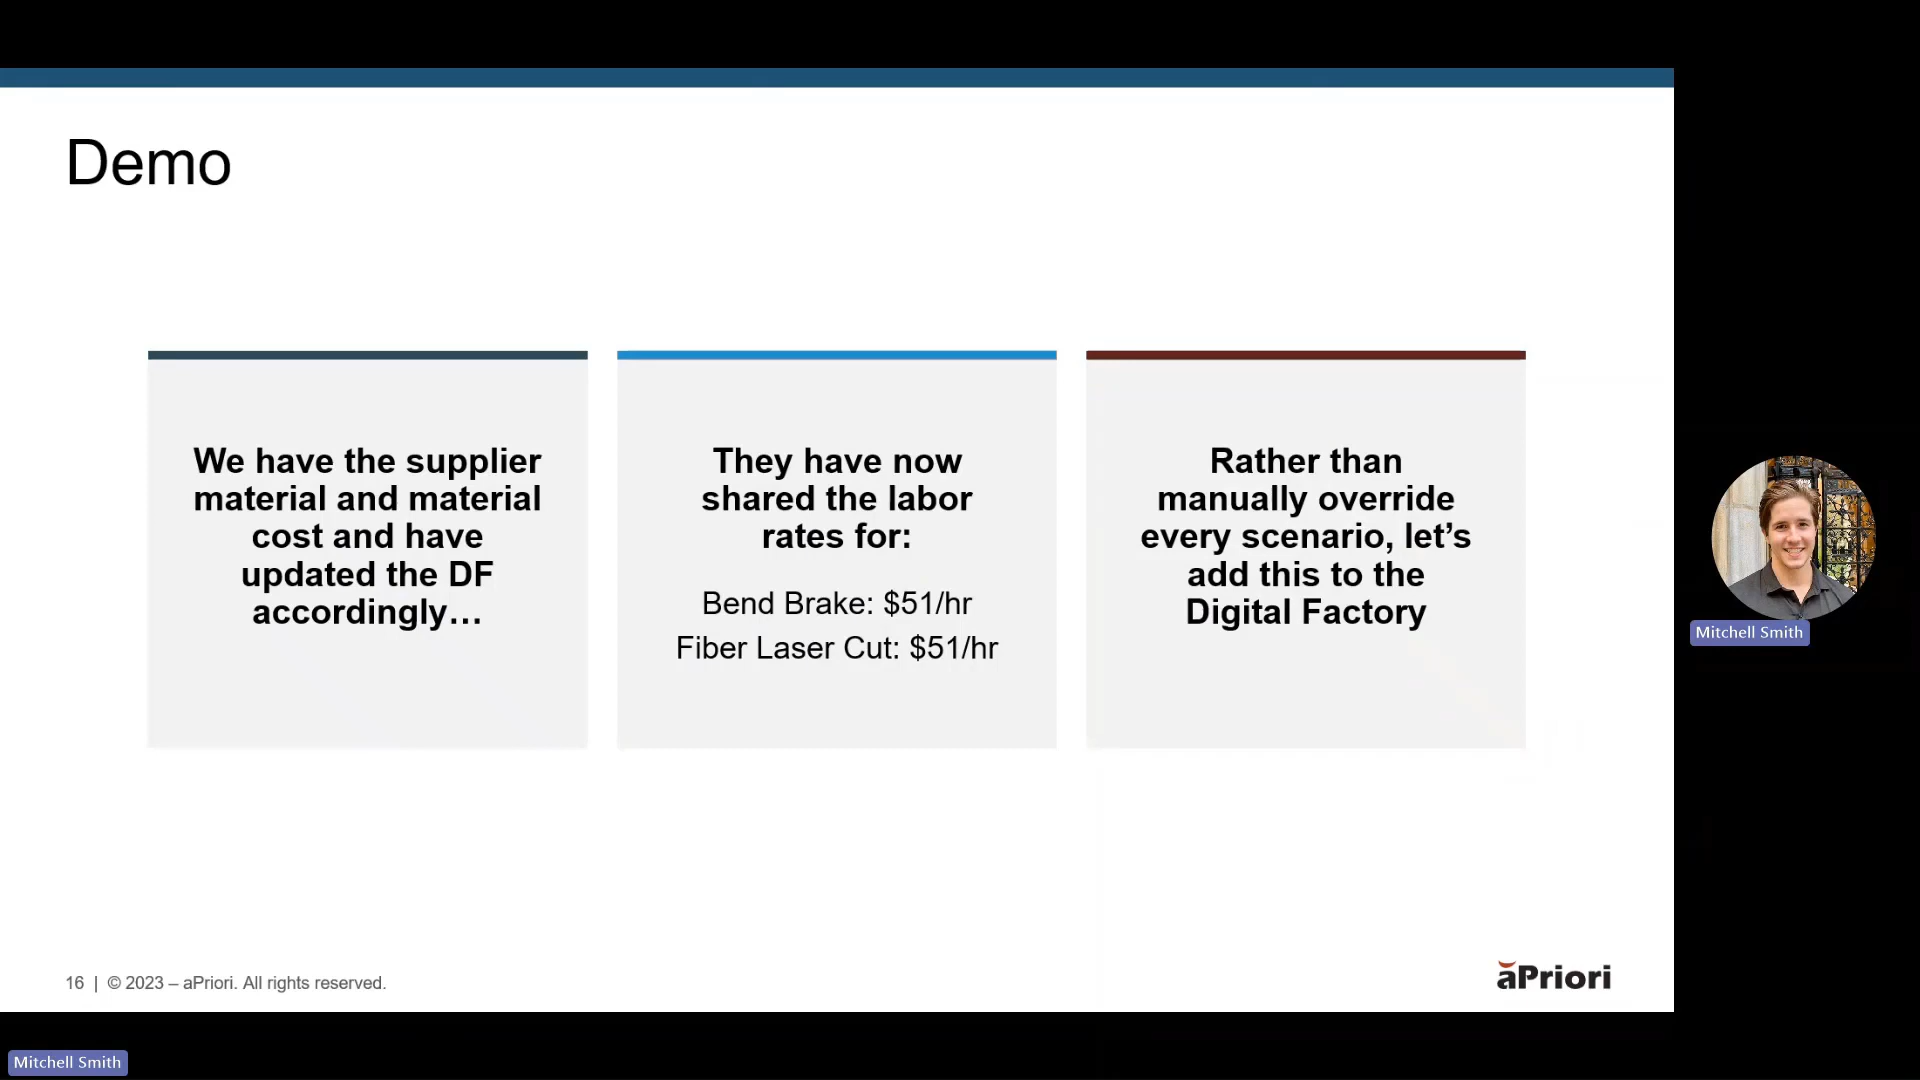 Demo
We have the supplier
material and material
cost and have
updated the DF
accordingly…
They have now
shared the labor
rates for:
Bend Brake: $51/hr
Fiber Laser Cut: $51/hr
Rather than
manually override
every scenario, let’s
add this to the
Digital Factory
Mitchell Smith
16 | © 2023 – aPriori. All rights reserved.
aPriori
Mitchell Smith